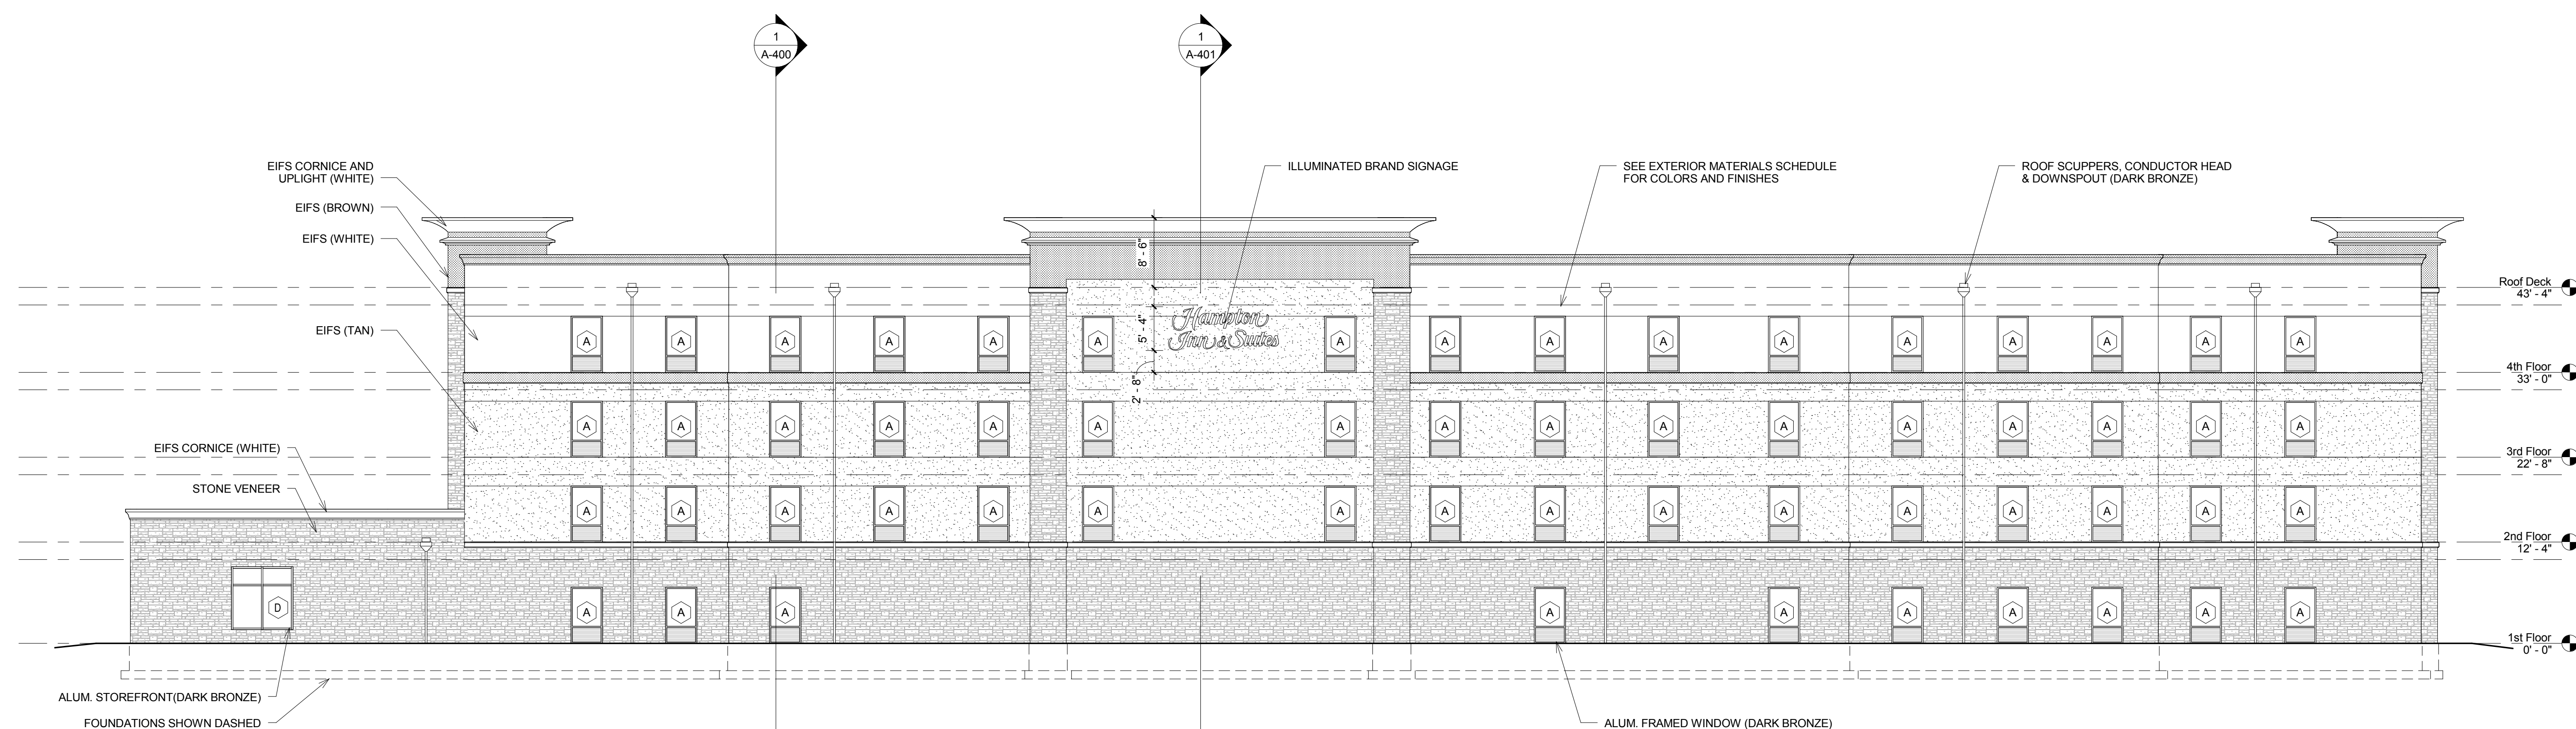 1
A-400
1
A-401
EIFS CORNICE AND
UPLIGHT (WHITE)
EIFS (BROWN)
EIFS (WHITE)
EIFS (TAN)
EIFS CORNICE (WHITE)
STONE VENEER
ALUM. STOREFRONT(DARK BRONZE)
FOUNDATIONS SHOWN DASHED
ILLUMINATED BRAND SIGNAGE
SEE EXTERIOR MATERIALS SCHEDULE
FOR COLORS AND FINISHES
ROOF SCUPPERS, CONDUCTOR HEAD
& DOWNSPOUT (DARK BRONZE)
8' - 6"
5' - 4"
2' - 8"
Hampton
Inn & Suites
A A A A A A A A A A A A A A A A
A A A A A A A A A A A A A A A A
A A A A A A A A A A A A A A A A
D A A A A A A A A A A
ALUM. FRAMED WINDOW (DARK BRONZE)
Roof Deck
43' - 4"
4th Floor
33' - 0"
3rd Floor
22' - 8"
2nd Floor
12' - 4"
1st Floor
0' - 0"